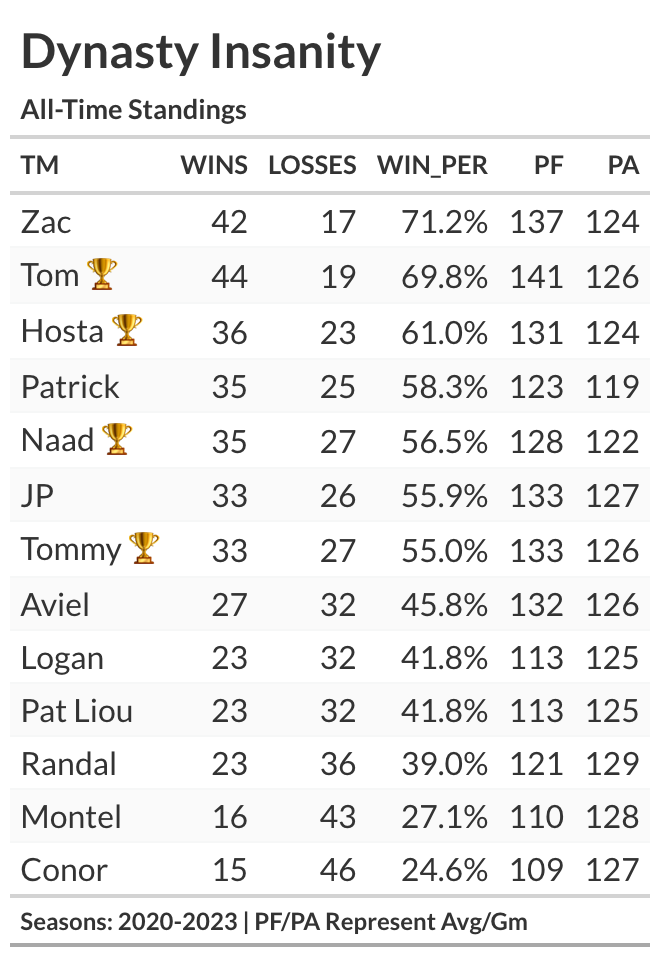 Dynasty Insanity
All-Time Standings
TM WINS LOSSES WIN_PER PF PA
Zac 42 17 71.2% 137 124
Tom 🏆 44 19 69.8% 141 126
Hosta 🏆 36 23 61.0% 131 124
Patrick 35 25 58.3% 123 119
Naad 🏆 35 27 56.5% 128 122
JP 33 26 55.9% 133 127
Tommy 🏆 33 27 55.0% 133 126
Aviel 27 32 45.8% 132 126
Logan 23 32 41.8% 113 125
Pat Liou 23 32 41.8% 113 125
Randal 23 36 39.0% 121 129
Montel 16 43 27.1% 110 128
Conor 15 46 24.6% 109 127
Seasons: 2020-2023 | PF/PA Represent Avg/Gm